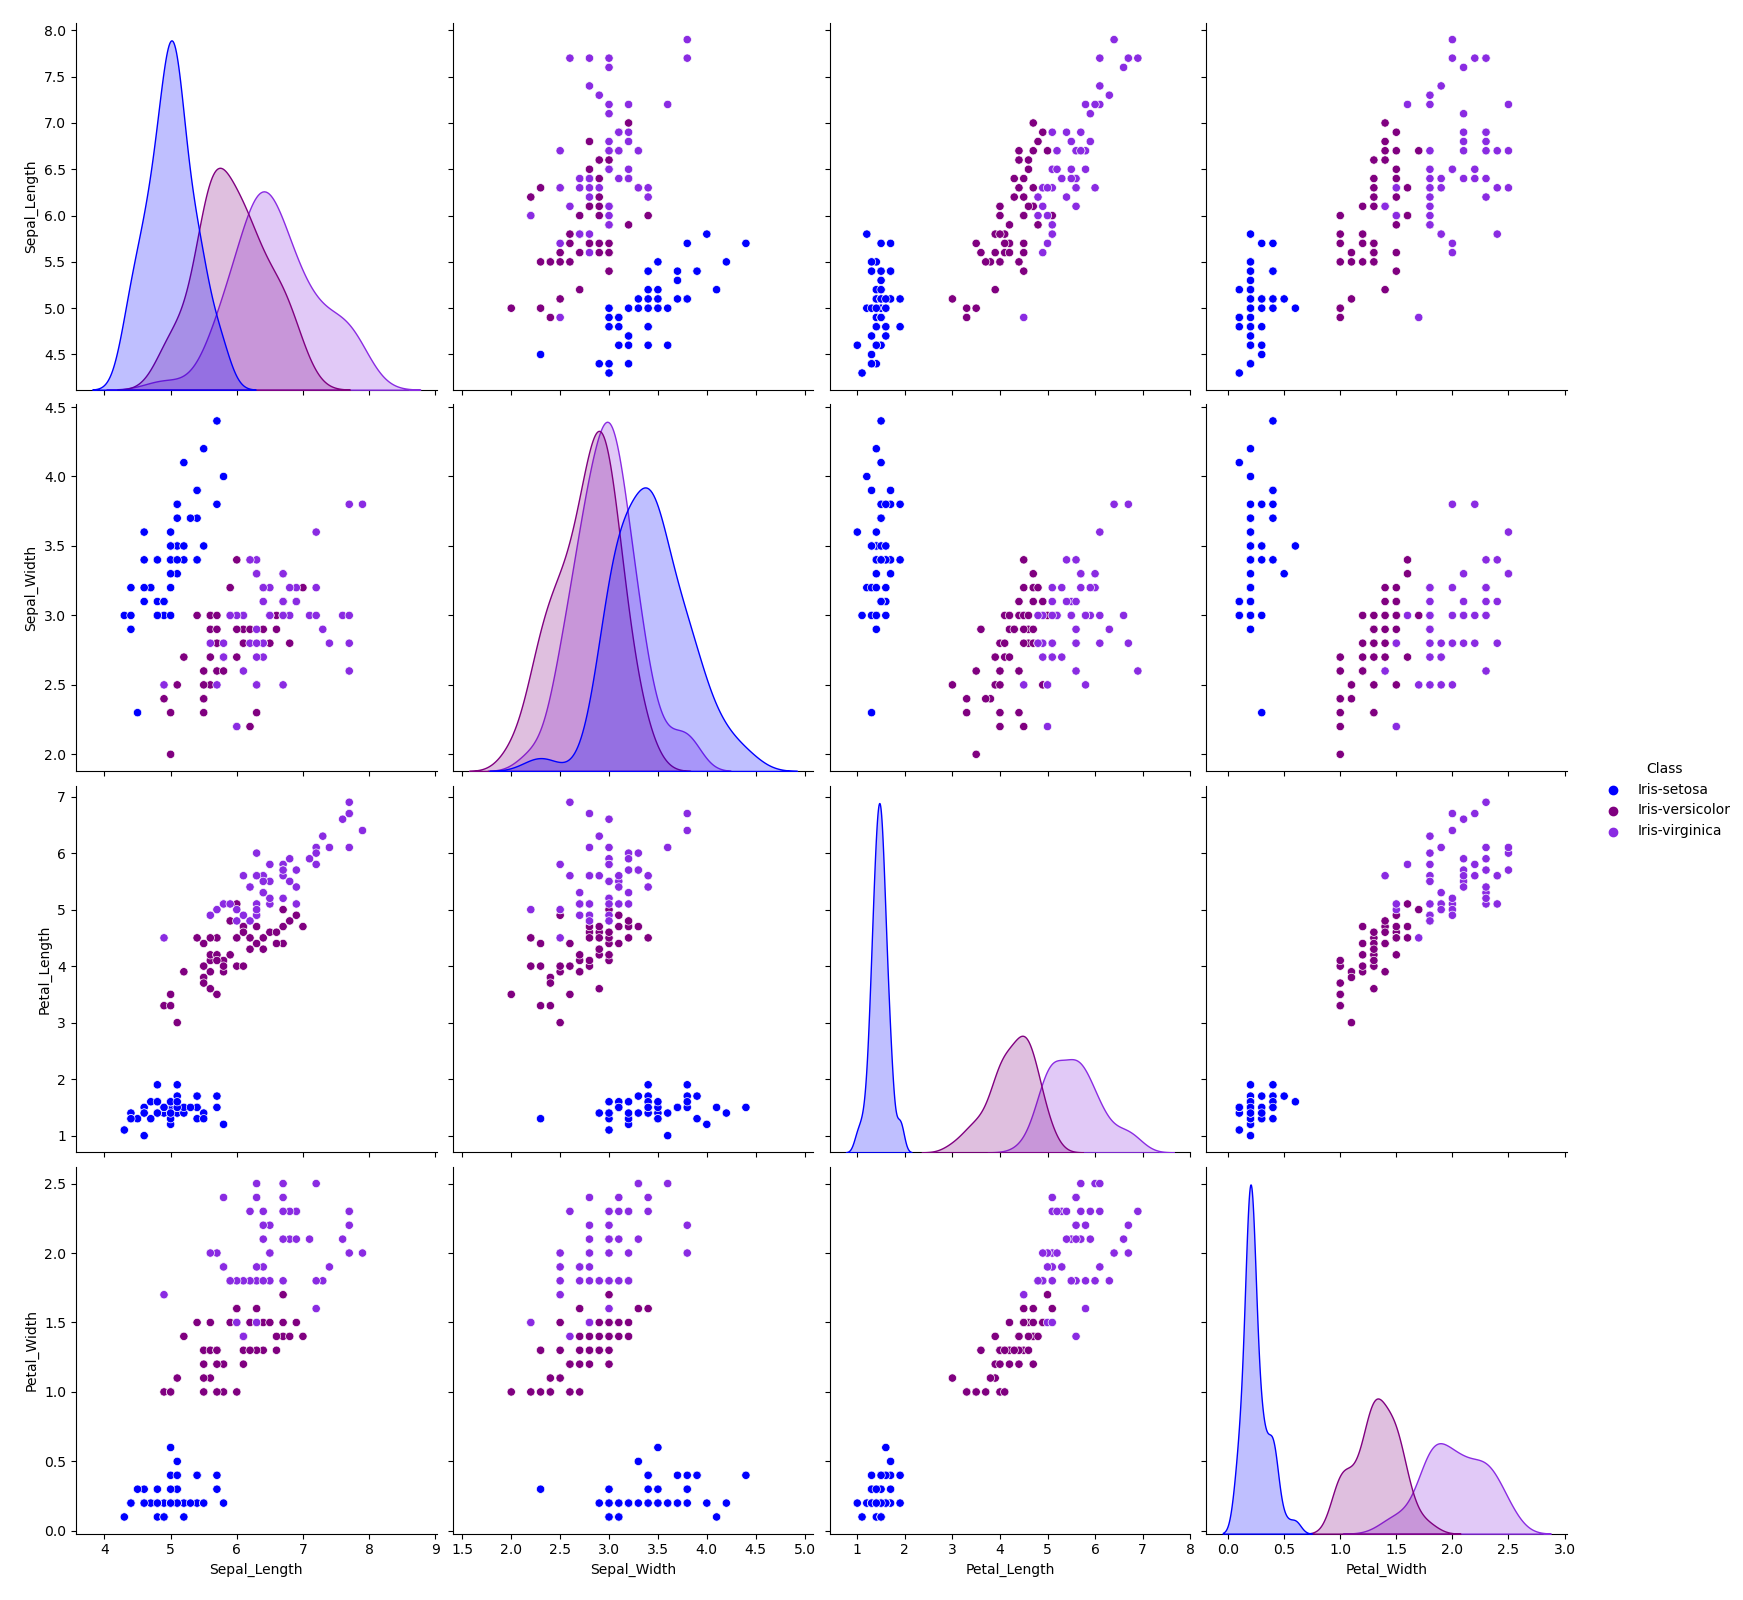 8.0
7.5
7.0
6.5
6.0
5.5
5.0
4.5
Sepal_Length
4.5
4.0
3.5
3.0
2.5
2.0
Sepal_Width
Class
Iris-setosa
Iris-versicolor
Iris-virginica
7
6
5
4
3
2
1
Petal_Length
2.5
2.0
1.5
1.0
0.5
0.0
Petal_Width
4 5 6 7 8 9
1.5 2.0 2.5 3.0 3.5 4.0 4.5 5.0
1 2 3 4 5 6 7 8
0.0 0.5 1.0 1.5 2.0 2.5 3.0
Sepal_Length
Sepal_Width
Petal_Length
Petal_Width